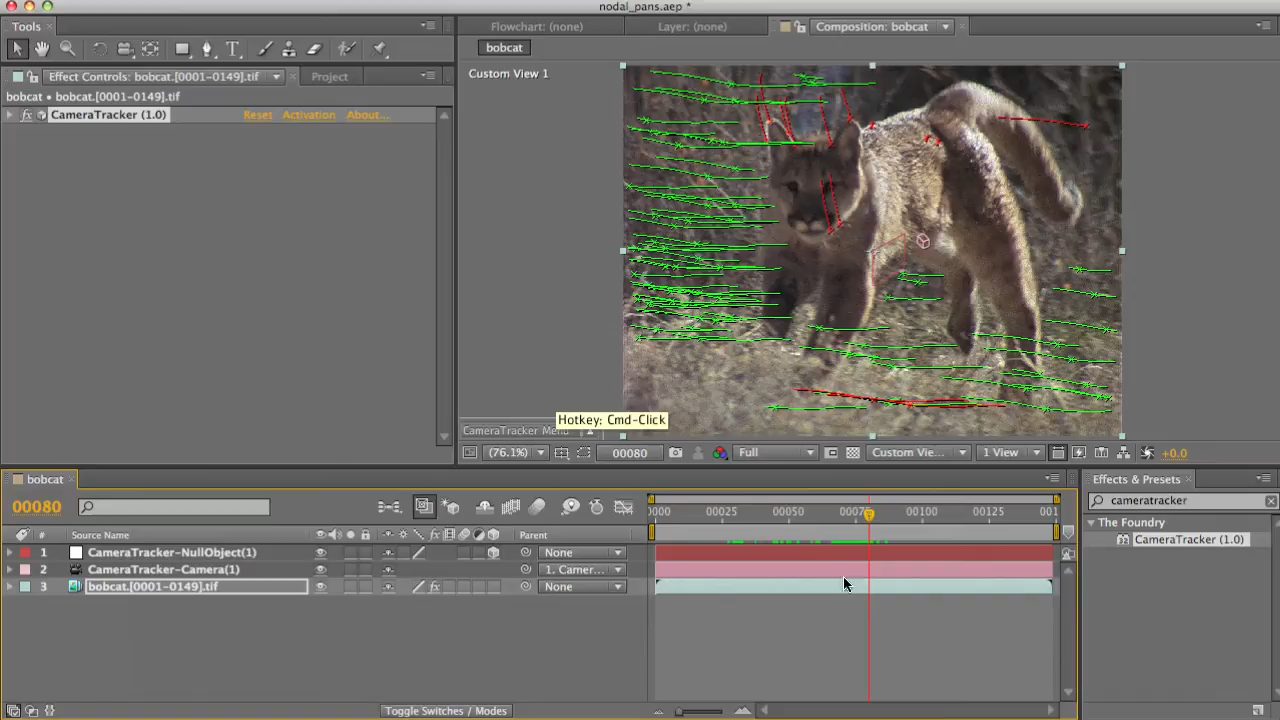 nodal_pans.aep *
Tools
Flowchart: (none)
Layer: (none)
Composition: bobcat
bobcat
Effect Controls: bobcat.[0001-0149].tif
Project
Custom View 1
bobcat • bobcat.[0001-0149].tif
fx
CameraTracker (1.0)
Reset
Activation
About...
Hotkey: Cmd-Click
CameraTracker Menu
(76.1%)
00080
Full
Custom Vie...
1 View
+0.0
bobcat
Effects & Presets
00080
cameratracker
00025
00050
00100
00125
The Foundry
CameraTracker (1.0)
Source Name
Parent
1
CameraTracker-NullObject(1)
None
2
CameraTracker-Camera(1)
1. Camer...
3
bobcat.[0001-0149].tif
fx
None
Toggle Switches / Modes